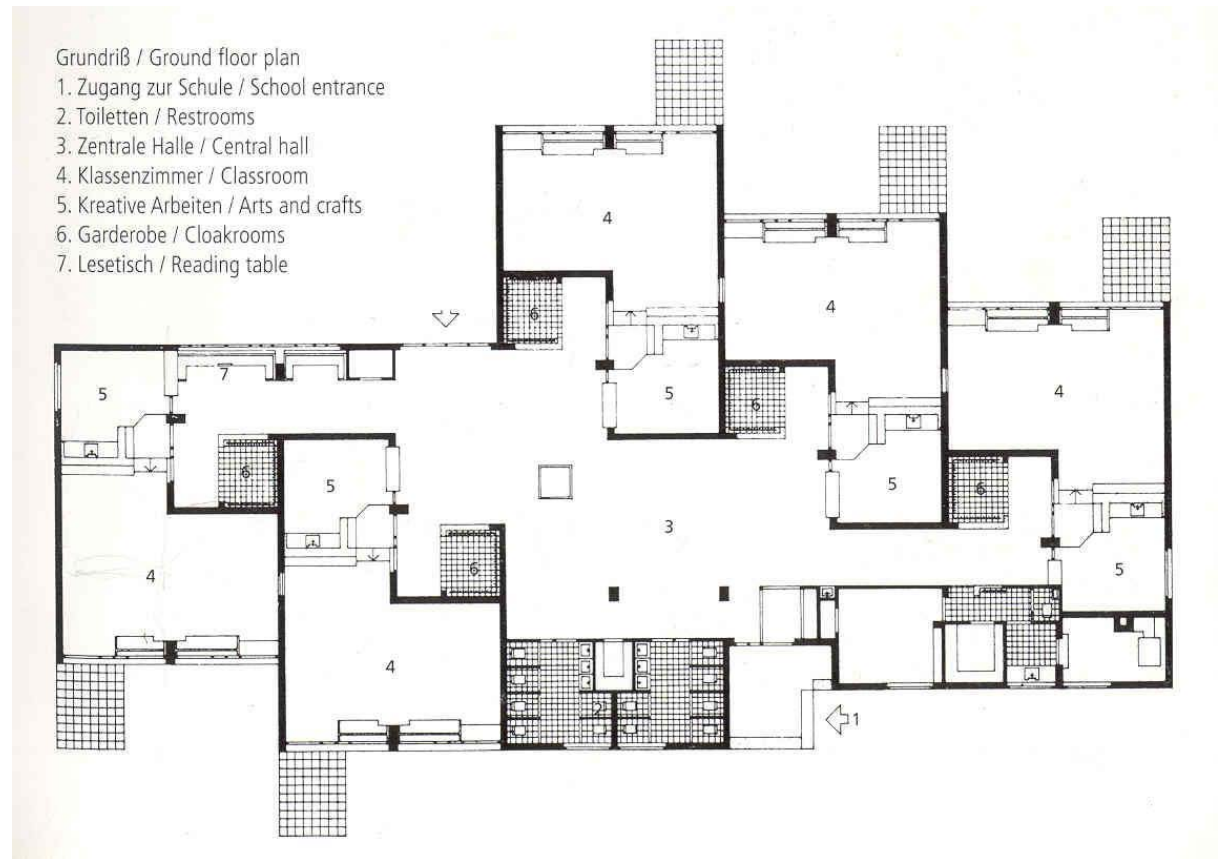 Grundriß / Ground floor plan
1. Zugang zur Schule / School entrance
2. Toiletten / Restrooms
3. Zentrale Halle / Central hall
4. Klassenzimmer / Classroom
5. Kreative Arbeiten / Arts and crafts
6. Garderobe / Cloakrooms
7. Lesetisch / Reading table
4
4
4
6
7
5
5
6
5
6
5
6
5
3
6
5
4
4
2
1